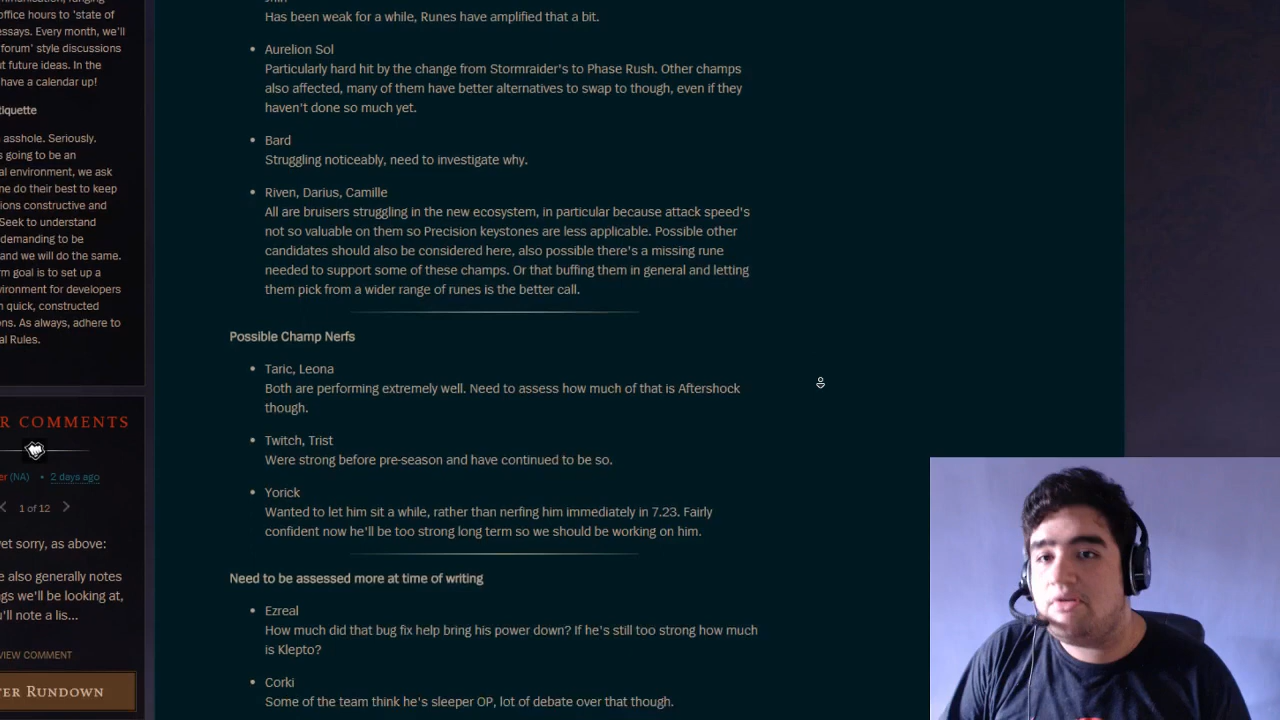 office hours to 'state of
essays. Every month, we'll
forum' style discussions
future ideas. In the
have a calendar up!
asshole. Seriously.
going to be an
environment, we ask
do their best to keep
constructive and
Seek to understand
demanding to be
and we will do the same.
goal is to set up a
for developers
quick, constructed
As always, adhere to
Rules.
COMMENTS
(NA) • 2 days ago
1 of 12
sorry, as above:
also generally notes
we'll be looking at,
note a lis...
VIEW COMMENT
RUNDOWN
Has been weak for a while, Runes have amplified that a bit.
• Aurelion Sol
Particularly hard hit by the change from Stormraider's to Phase Rush. Other champs
also affected, many of them have better alternatives to swap to though, even if they
haven't done so much yet.
• Bard
Struggling noticeably, need to investigate why.
• Riven, Darius, Camille
All are bruisers struggling in the new ecosystem, in particular because attack speed's
not so valuable on them so Precision keystones are less applicable. Possible other
candidates should also be considered here, also possible there's a missing rune
needed to support some of these champs. Or that buffing them in general and letting
them pick from a wider range of runes is the better call.
Possible Champ Nerfs
• Taric, Leona
Both are performing extremely well. Need to assess how much of that is Aftershock
though.
• Twitch, Trist
Were strong before pre-season and have continued to be so.
• Yorick
Wanted to let him sit a while, rather than nerfing him immediately in 7.23. Fairly
confident now he'll be too strong long term so we should be working on him.
Need to be assessed more at time of writing
• Ezreal
How much did that bug fix help bring his power down? If he's still too strong how much
is Klepto?
• Corki
Some of the team think he's sleeper OP, lot of debate over that though.